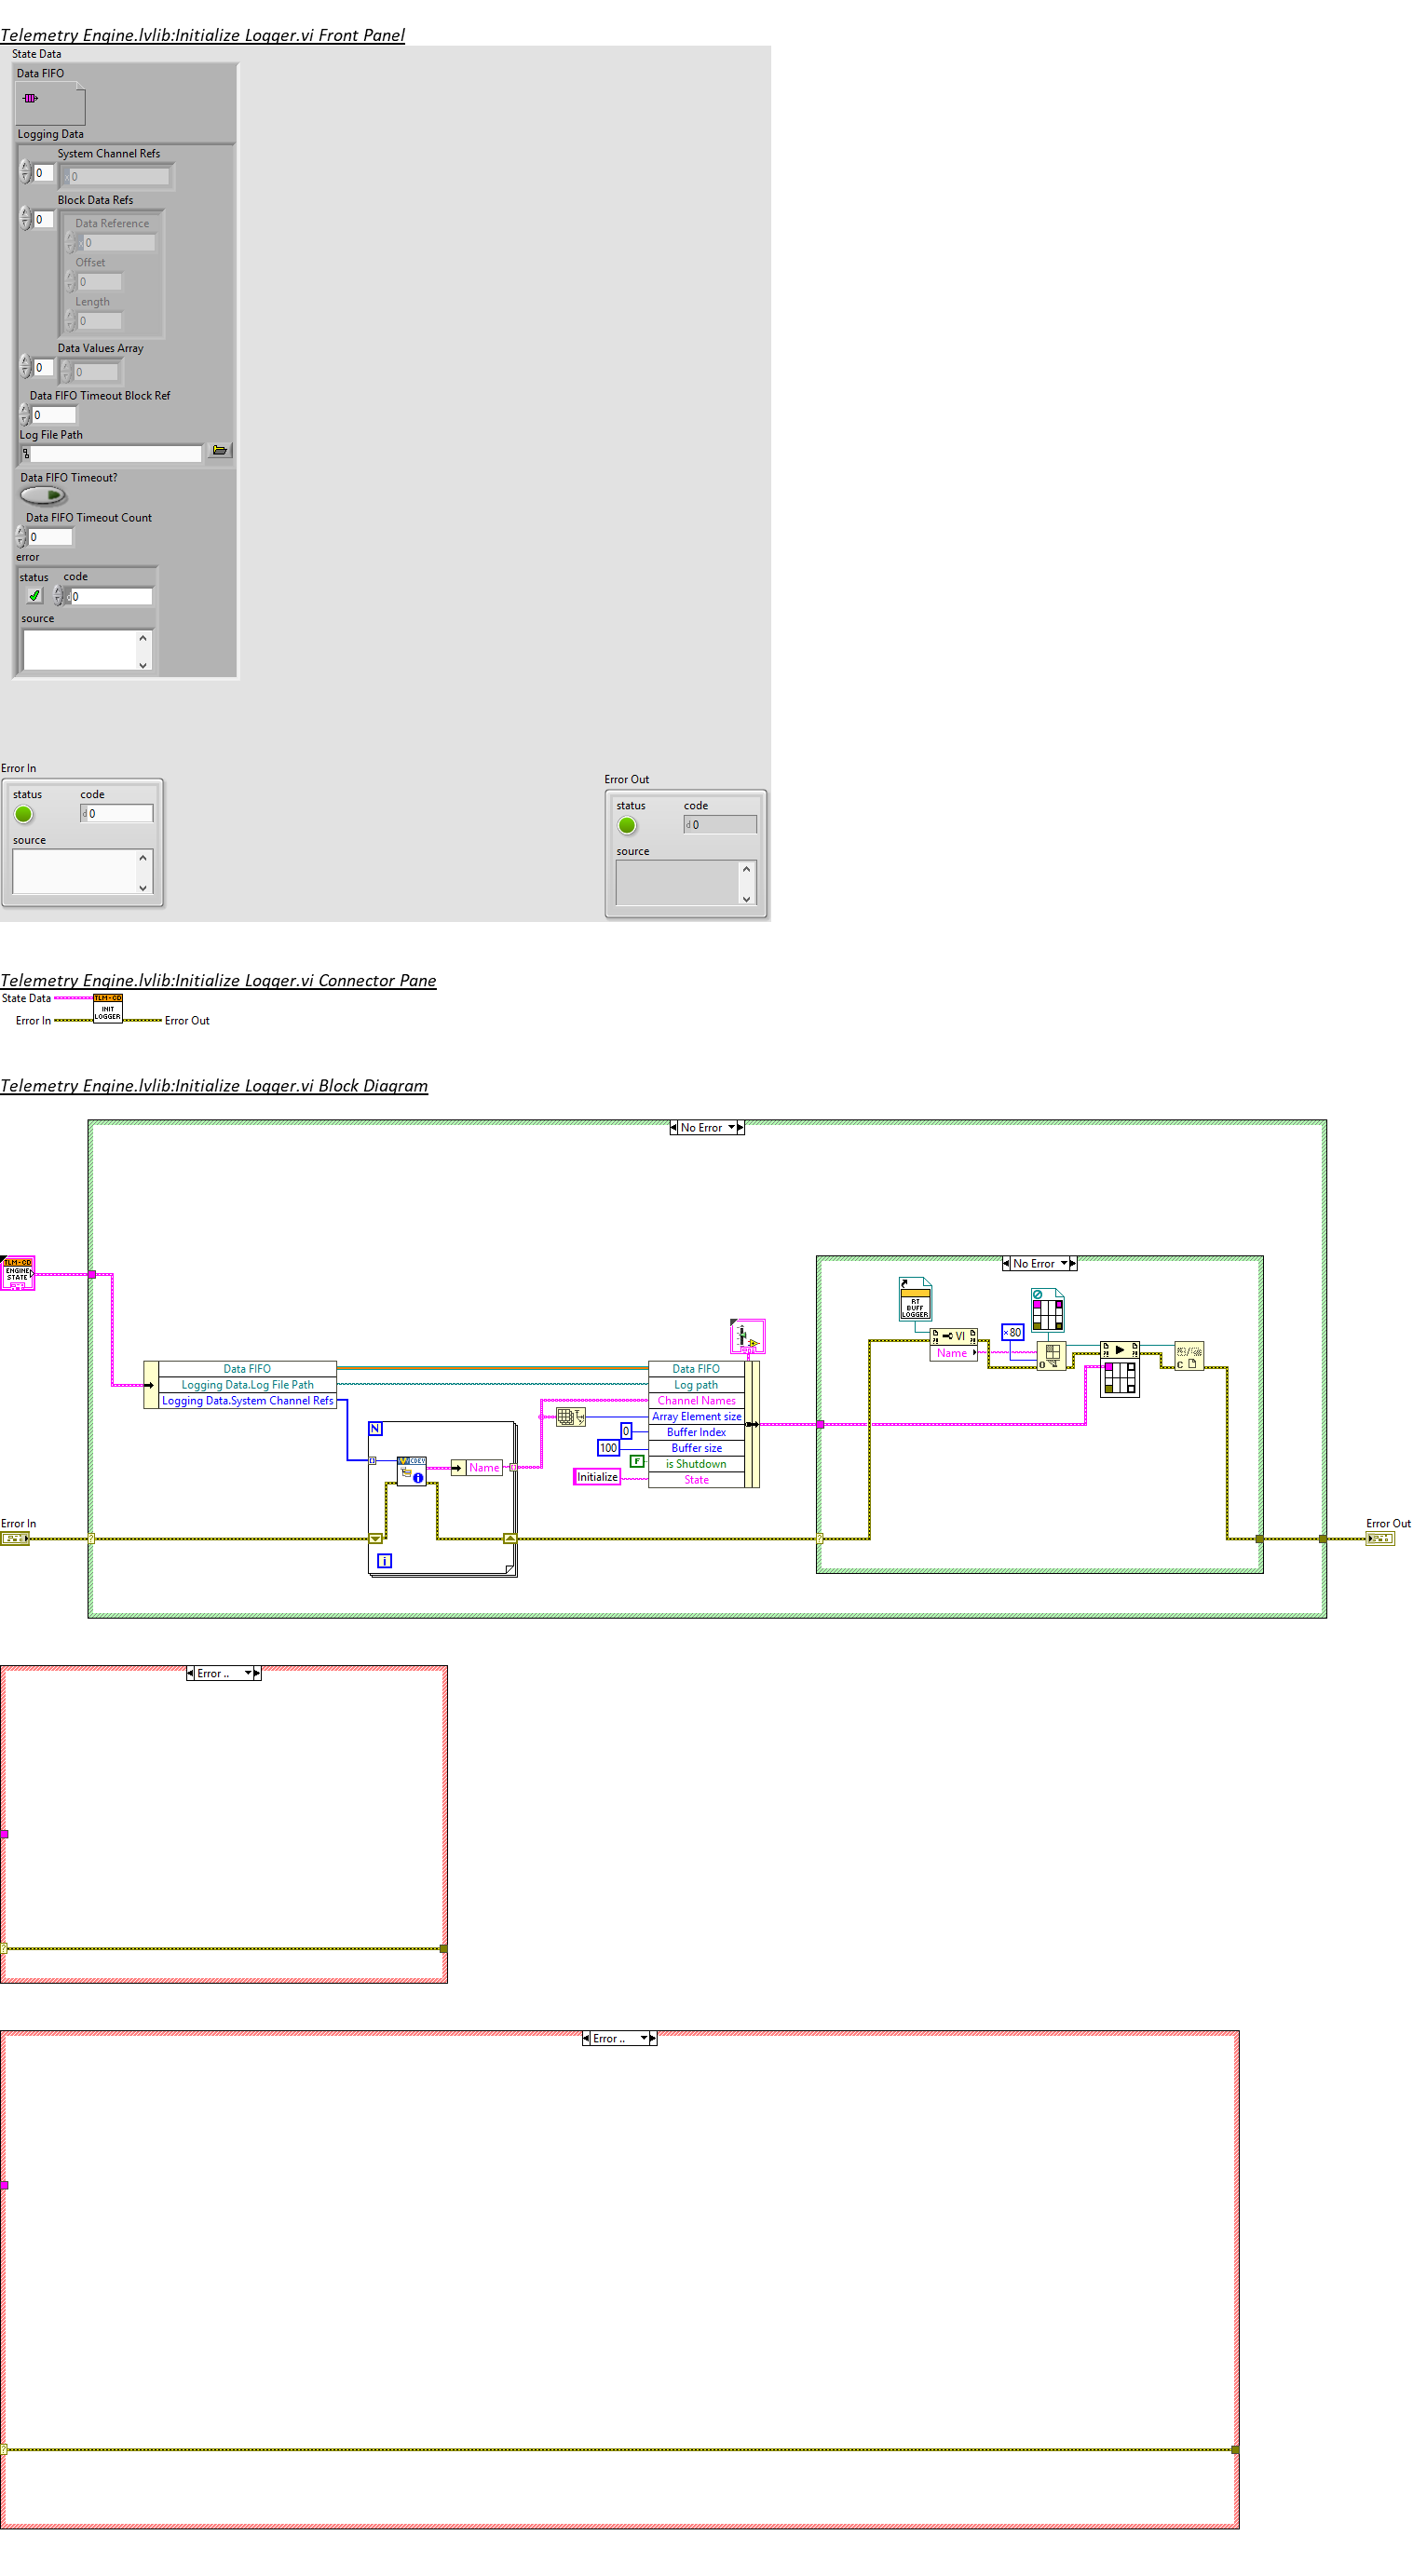 Telemetry Engine.lvlib:Initialize Logger.vi Front Panel
State Data
Data FIFO
Logging Data
System Channel Refs
0
x 0
Block Data Refs
0
Data Reference
x 0
Offset
0
Length
0
Data Values Array
0
0
Data FIFO Timeout Block Ref
0
Log File Path
Data FIFO Timeout?
Data FIFO Timeout Count
0
error
status code
0
source
Error In
status code
d 0
source
Error Out
status code
d 0
source
Telemetry Engine.lvlib:Initialize Logger.vi Connector Pane
State Data
TLM-CD
INIT
LOGGER
Error In
Error Out
Telemetry Engine.lvlib:Initialize Logger.vi Block Diagram
No Error
TLM-CD
ENGINE
STATE
No Error
RT
BUFF
LOGGER
x80
VI
Name
Data FIFO
Logging Data.Log File Path
Logging Data.System Channel Refs
Data FIFO
Log path
Channel Names
Array Element size
Buffer Index
Buffer size
is Shutdown
State
0
100
F
Initialize
N
Name
i
Error In
Error Out
Error ..
Error ..